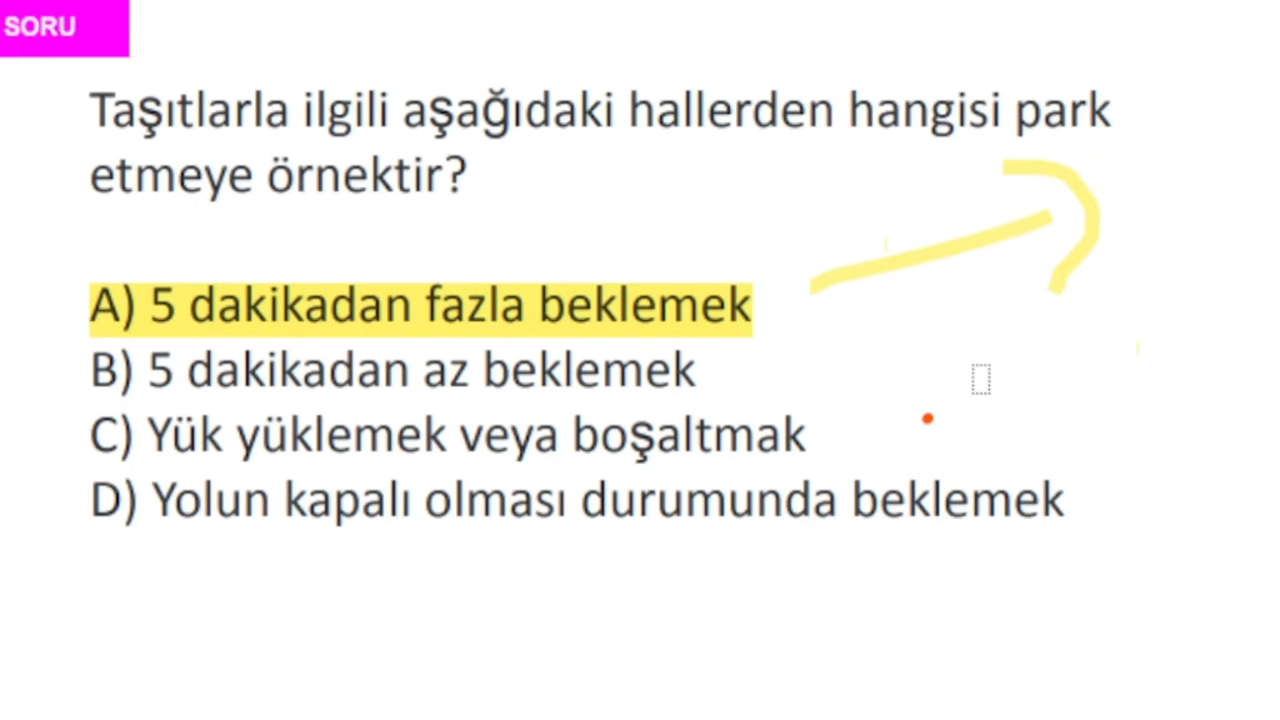 SORU
Taşıtlarla ilgili aşağıdaki hallerden hangisi park
etmeye örnektir?
A) 5 dakikadan fazla beklemek
B) 5 dakikadan az beklemek
C) Yük yüklemek veya boşaltmak
D) Yolun kapalı olması durumunda beklemek